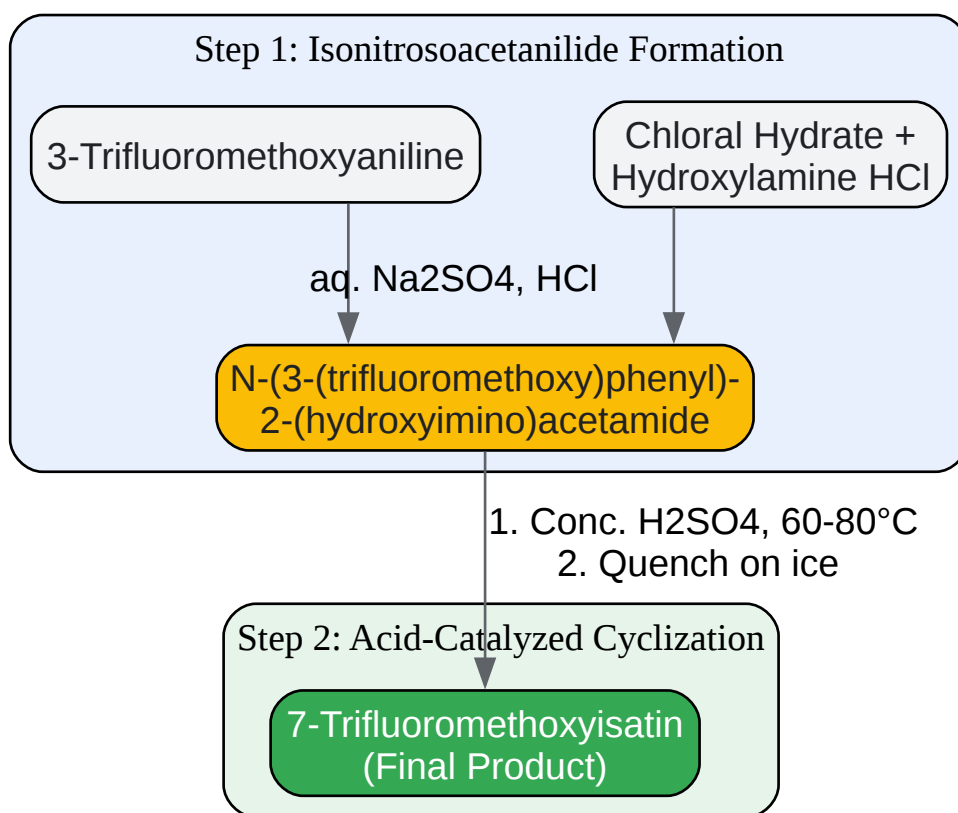 Step 1: Isonitrosoacetanilide Formation
3-Trifluoromethoxyaniline
Chloral Hydrate +
Hydroxylamine HCl
aq. Na2SO4, HCl
N-(3-(trifluoromethoxy)phenyl)-
2-(hydroxyimino)acetamide
1. Conc. H2SO4, 60-80°C
2. Quench on ice
Step 2: Acid-Catalyzed Cyclization
7-Trifluoromethoxyisatin
(Final Product)